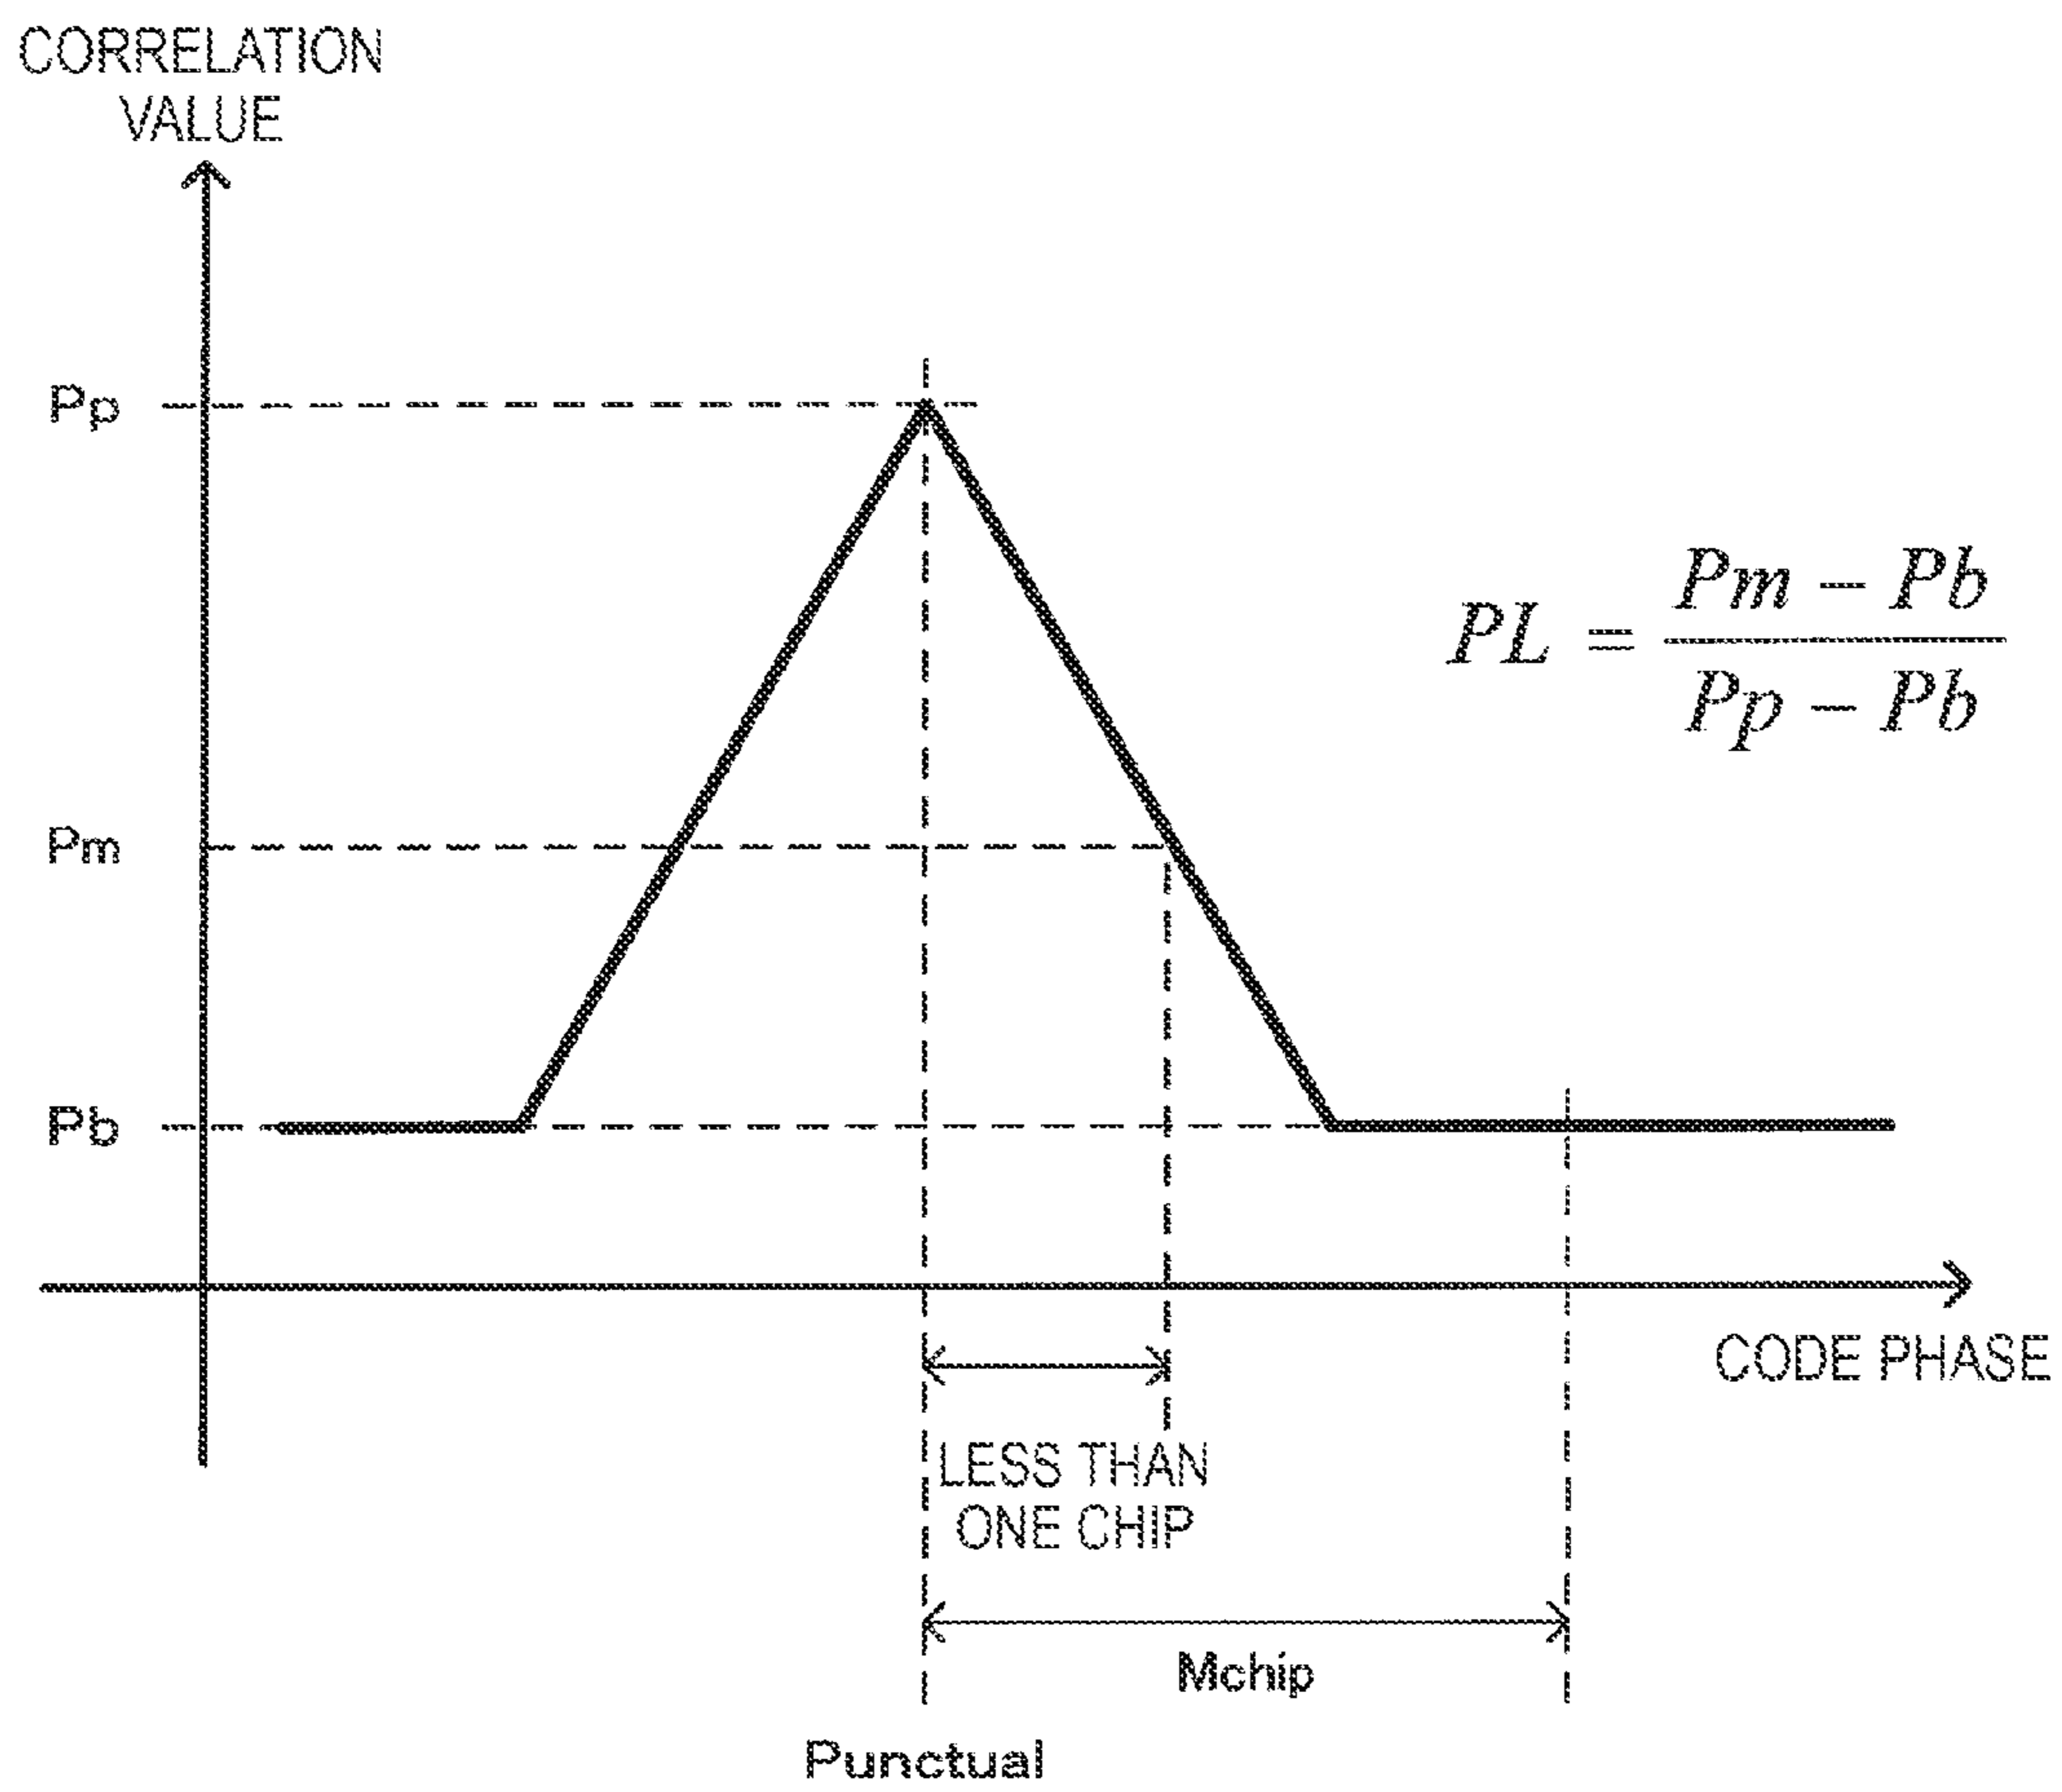 CORRELATION
VALUE
Pp
PL = Pm – Pb / Pp – Pb
Pm
Pb
CODE PHASE
LESS THAN
ONE CHIP
Mchip
Punctual